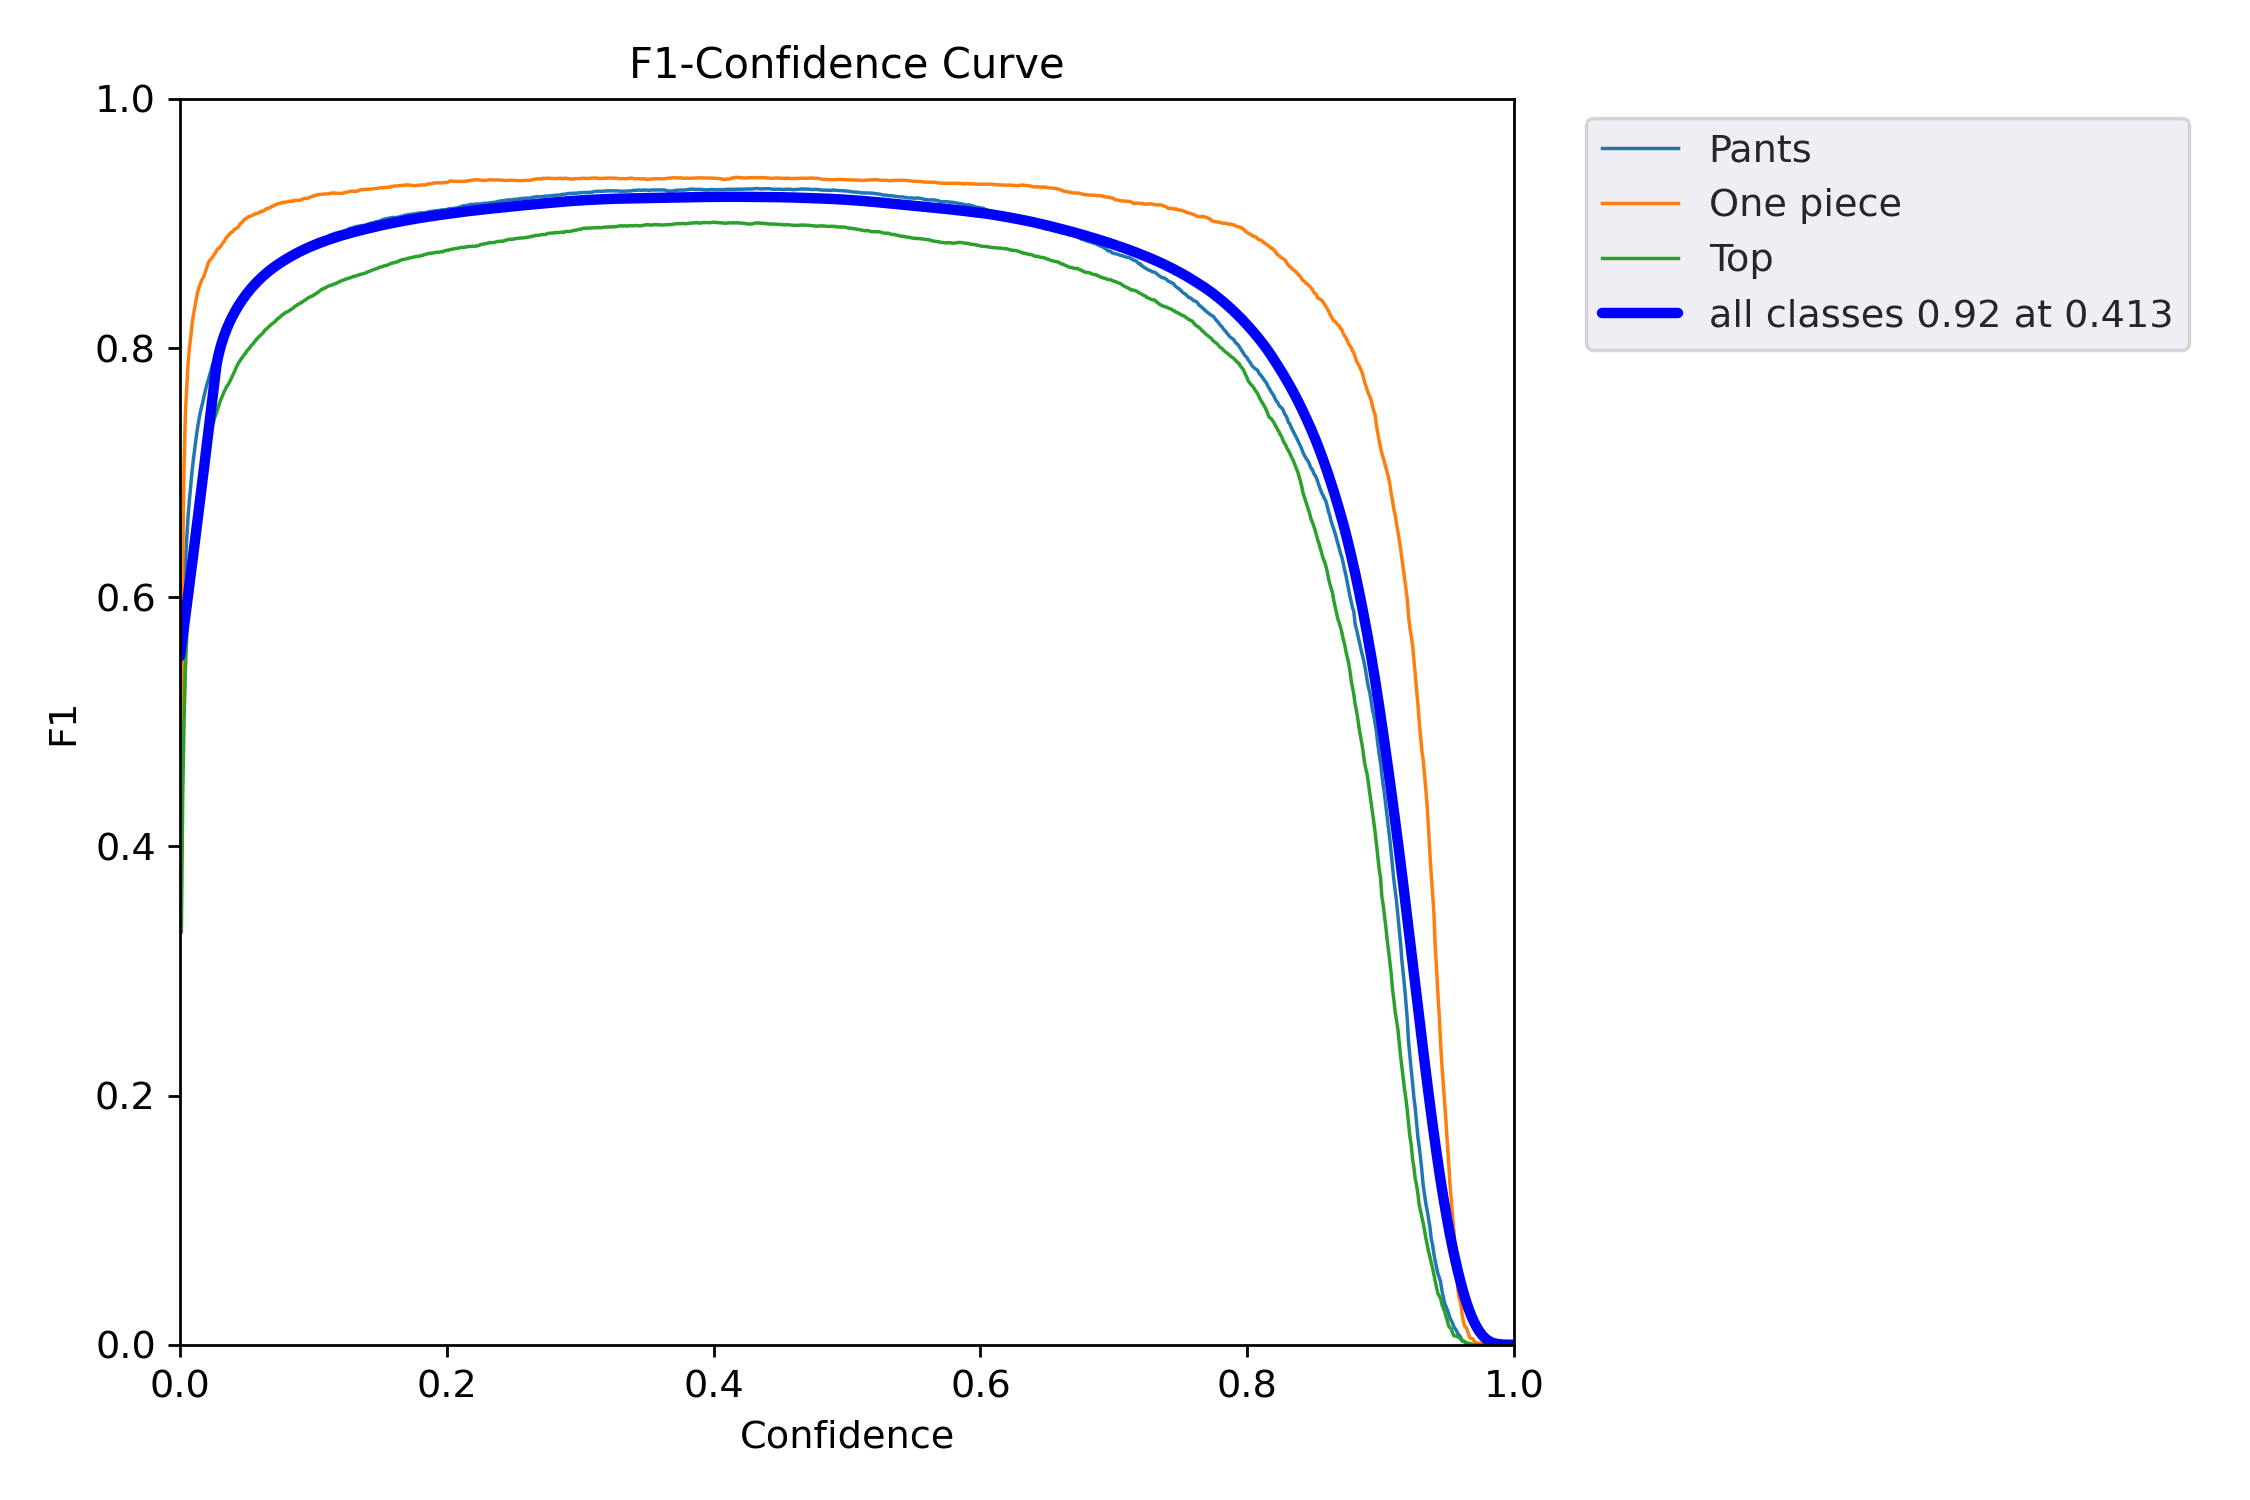 F1-Confidence Curve
1.0
0.8
0.6
0.4
0.2
0.0
F1
0.0 0.2 0.4 0.6 0.8 1.0
Confidence
Pants
One piece
Top
all classes 0.92 at 0.413